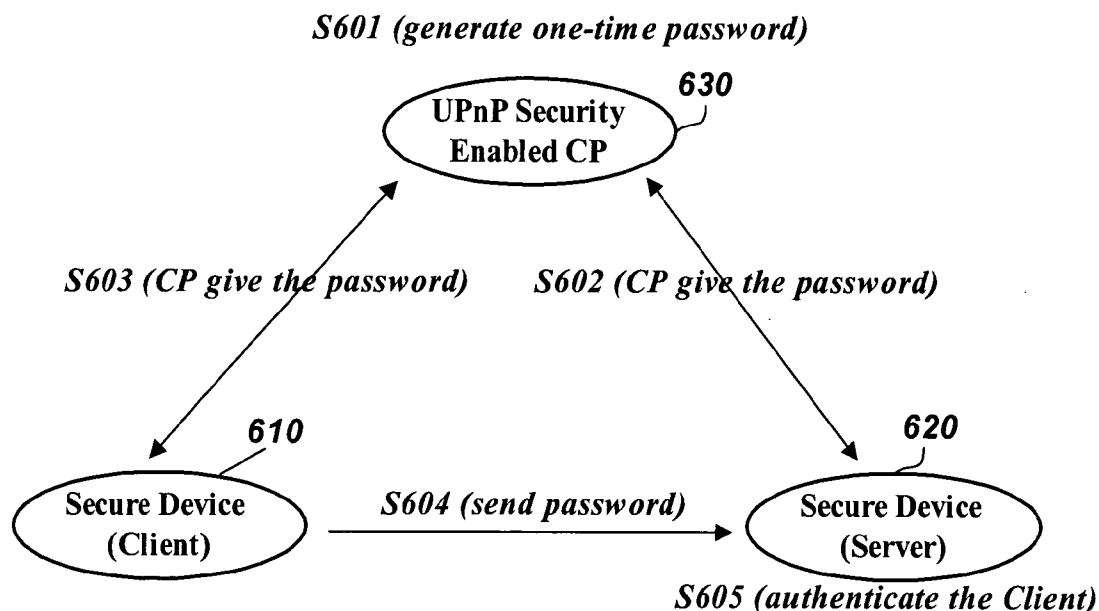 S601 (generate one-time password)
630
UPnP Security
Enabled CP
S603 (CP give the password)
S602 (CP give the password)
610
620
Secure Device
(Client)
S604 (send password)
Secure Device
(Server)
S605 (authenticate the Client)